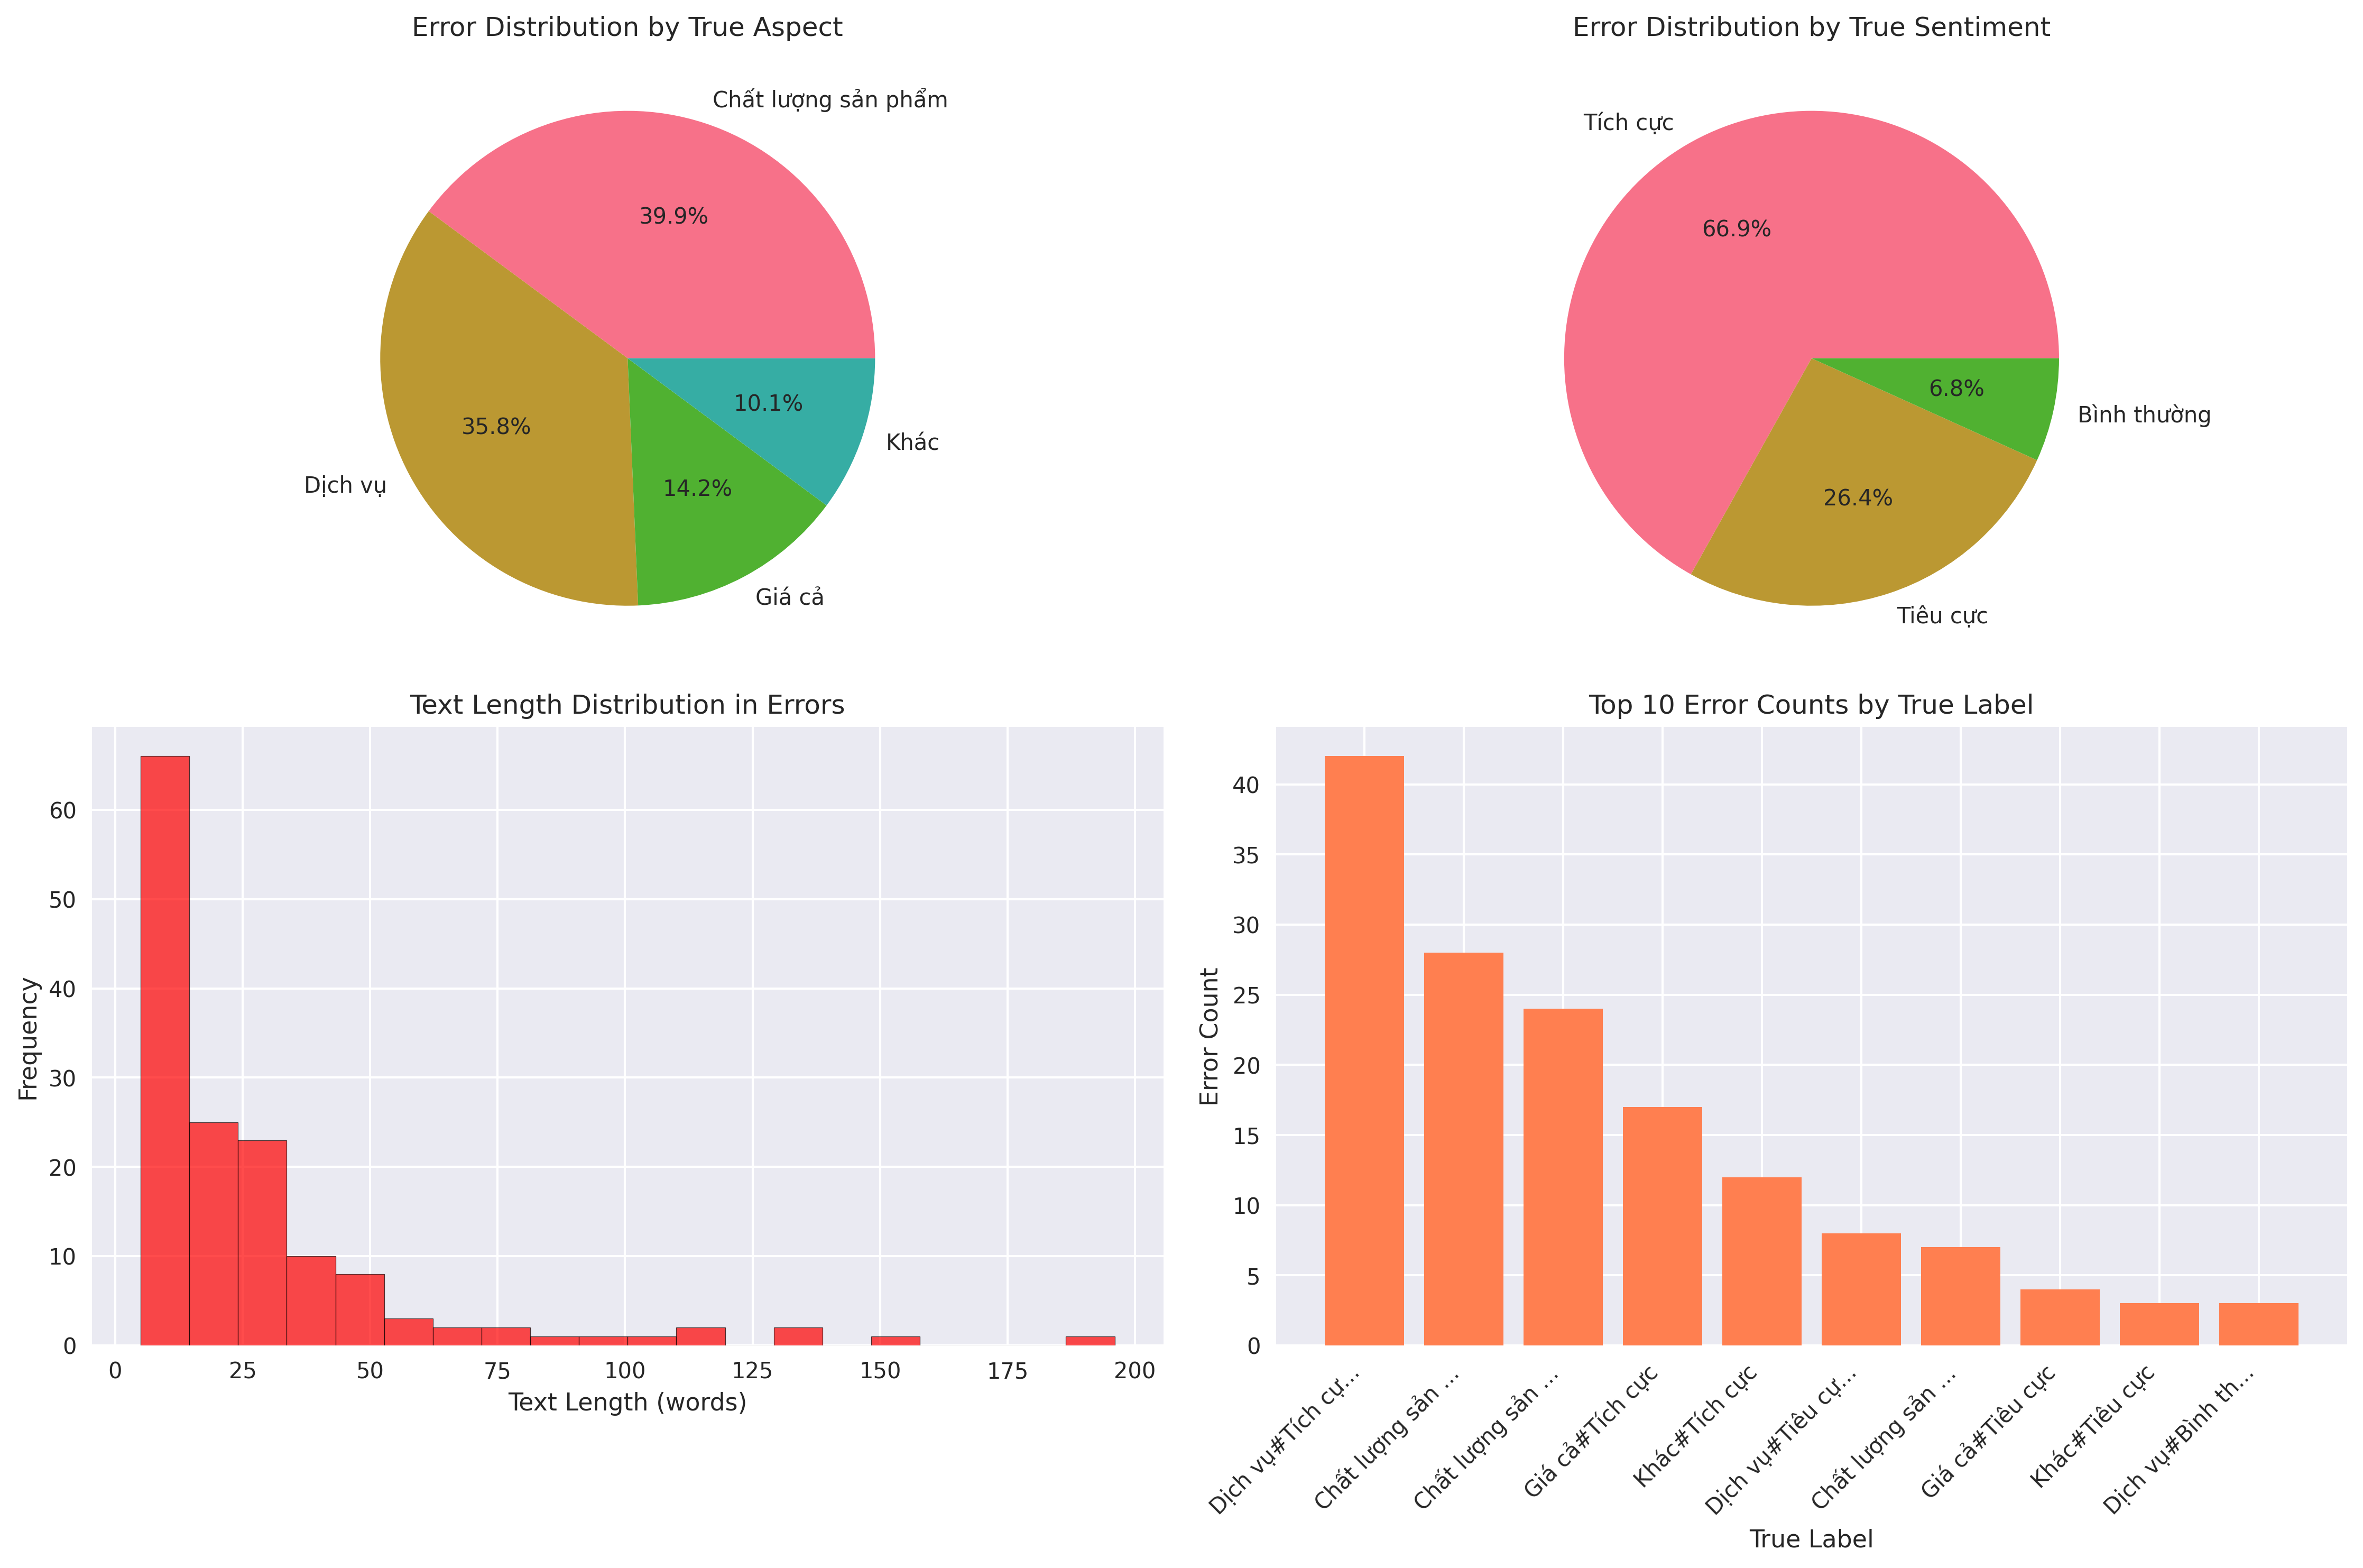 Error Distribution by True Aspect
Chất lượng sản phẩm
39.9%
35.8%
10.1%
Khác
Dịch vụ
14.2%
Giá cả
Error Distribution by True Sentiment
Tích cực
66.9%
6.8%
Bình thường
26.4%
Tiêu cực
Text Length Distribution in Errors
Frequency
60
50
40
30
20
10
0
0 25 50 75 100 125 150 175 200
Text Length (words)
Top 10 Error Counts by True Label
Error Count
40
35
30
25
20
15
10
5
0
Dịch vụ#Tích cự...
Chất lượng sản ...
Chất lượng sản ...
Giá cả#Tích cực
Khác#Tích cực
Dịch vụ#Tiêu cự...
Chất lượng sản ...
Giá cả#Tiêu cực
Khác#Tiêu cực
Dịch vụ#Bình th...
True Label